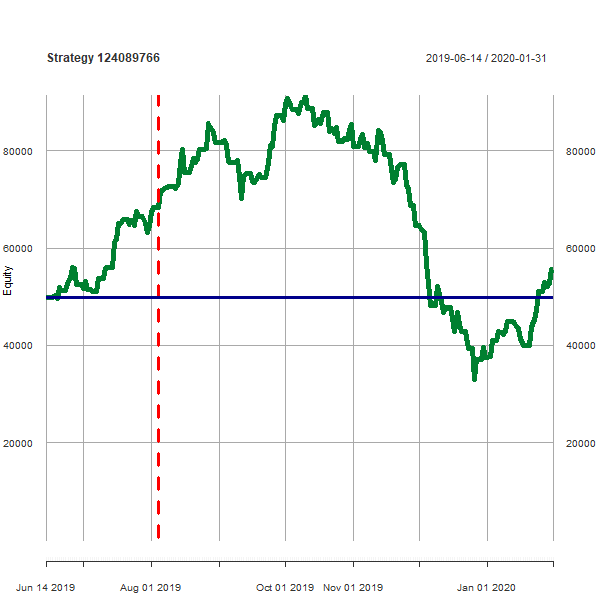 Strategy 124089766
2019-06-14 / 2020-01-31
80000
80000
60000
60000
Equity
40000
40000
20000
20000
Jun 14 2019
Aug 01 2019
Oct 01 2019
Nov 01 2019
Jan 01 2020